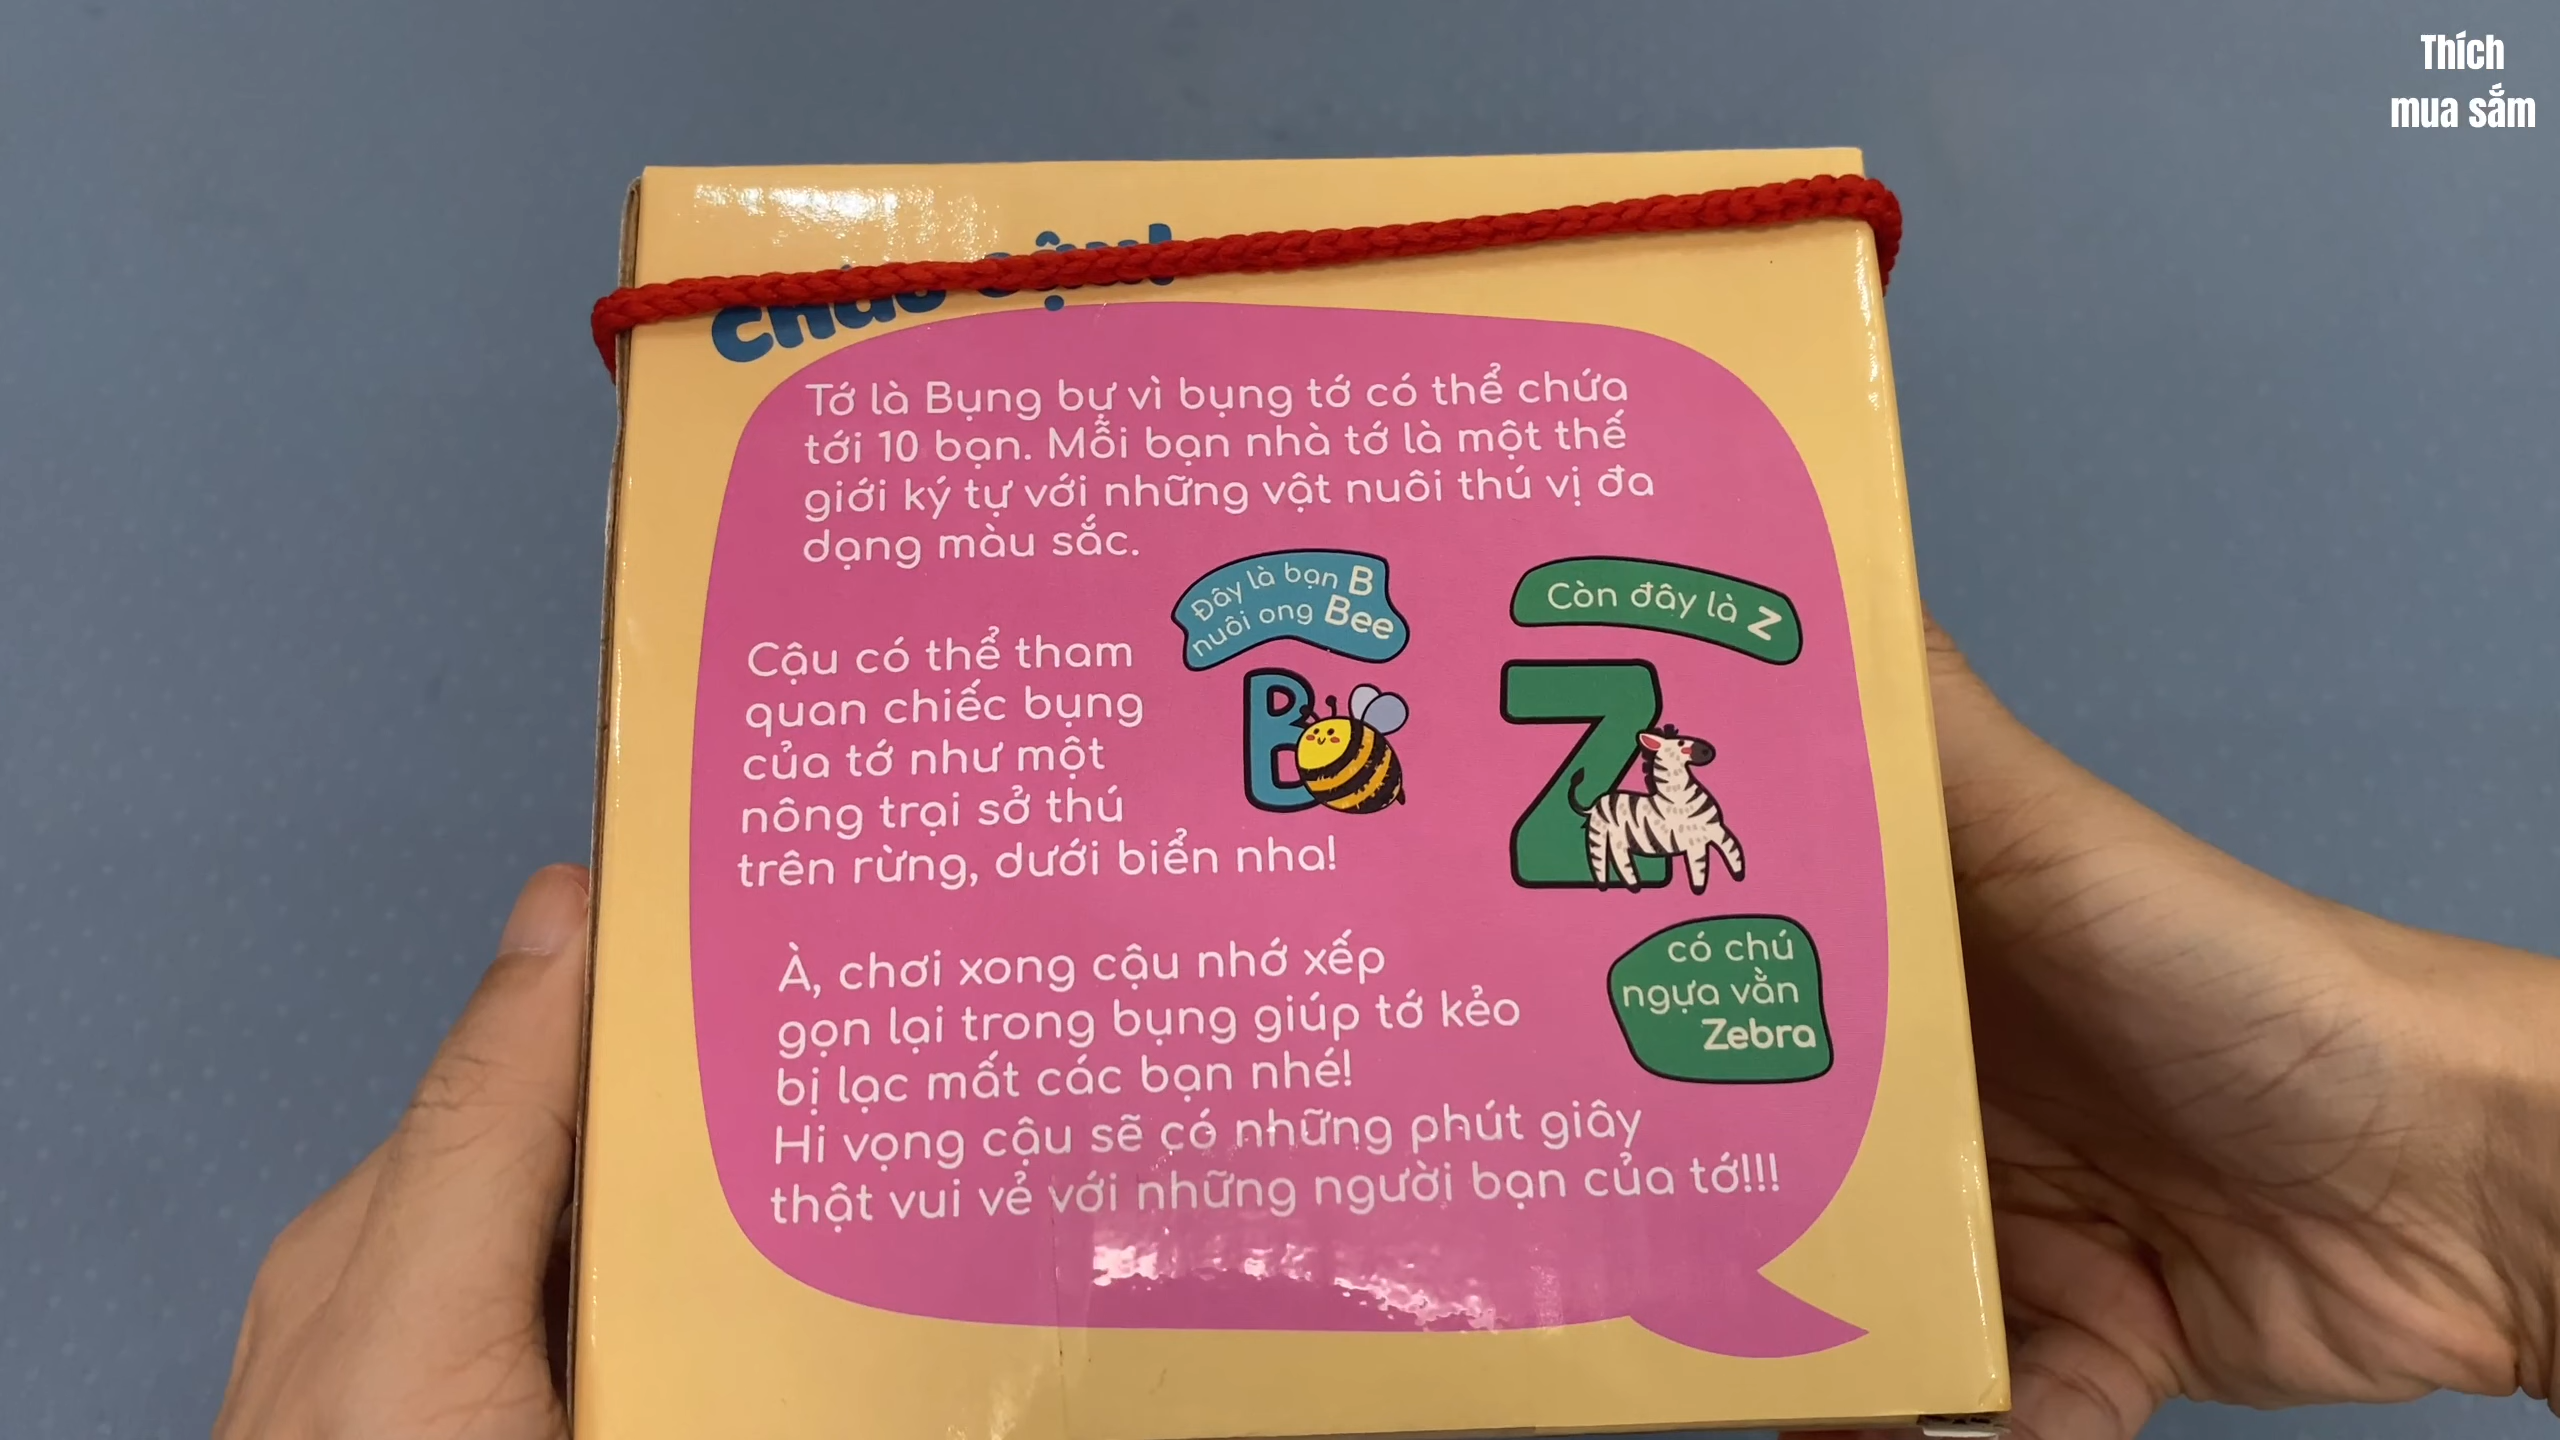 Thích
mua sắm
Chào cậu!
Tớ là Bụng bự vì bụng tớ có thể chứa
tới 10 bạn. Mỗi bạn nhà tớ là một thế
giới ký tự với những vật nuôi thú vị đa
dạng màu sắc.
Đây là bạn B
nuôi ong Bee
B
Còn đây là Z
Z
có chú
ngựa vằn
Zebra
Cậu có thể tham
quan chiếc bụng
của tớ như một
nông trại sở thú
trên rừng, dưới biển nha!
À, chơi xong cậu nhớ xếp
gọn lại trong bụng giúp tớ kẻo
bị lạc mất các bạn nhé!
Hi vọng cậu sẽ có những phút giây
thật vui vẻ với những người bạn của tớ!!!